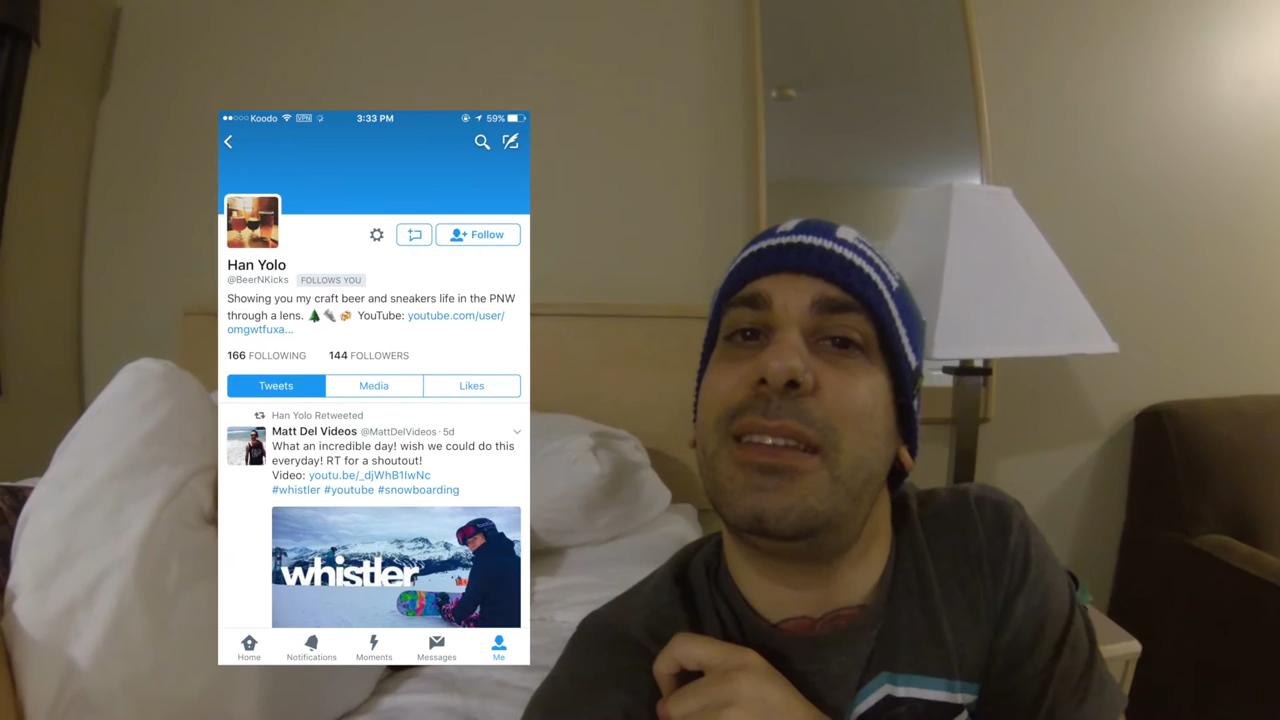 Koodo VPN 3:33 PM 59%
Follow
Han Yolo
@BeerNKicks FOLLOWS YOU
Showing you my craft beer and sneakers life in the PNW
through a lens. 🌲👟🍻 YouTube: youtube.com/user/
omgwtfuxa...
166 FOLLOWING 144 FOLLOWERS
Tweets Media Likes
Han Yolo Retweeted
Matt Del Videos @MattDelVideos · 5d
What an incredible day! wish we could do this
everyday! RT for a shoutout!
Video: youtu.be/_djWhB1IwNc
#whistler #youtube #snowboarding
whistler
Home Notifications Moments Messages Me